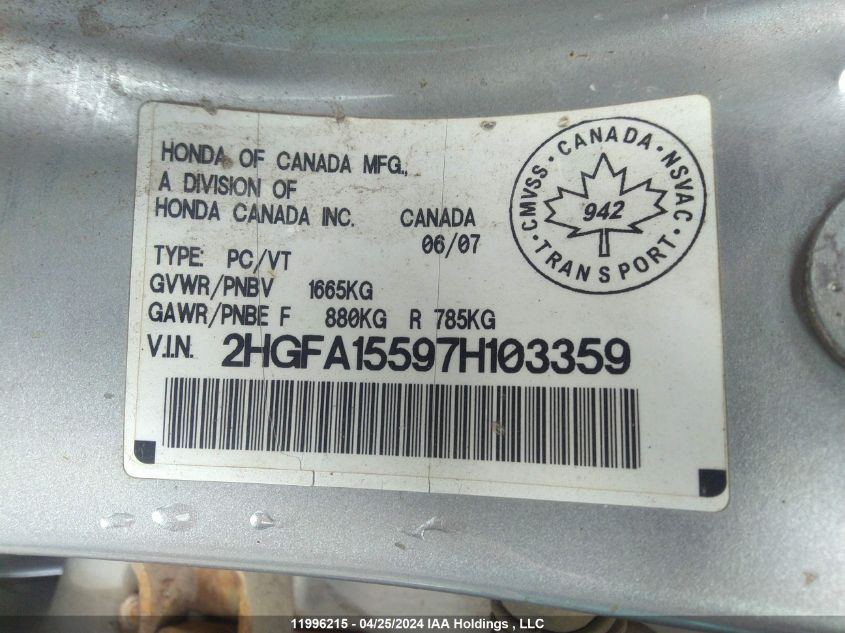 HONDA OF CANADA MFG.,
A DIVISION OF
HONDA CANADA INC. CANADA
06/07
TYPE: PC/VT
GVWR/PNBV 1665KG
GAWR/PNBE F 880KG R 785KG
V.I.N. 2HGFA15597H103359
CMVSS • CANADA • NSVAC • TRANSPORT •
942
11996215 - 04/25/2024 IAA Holdings , LLC